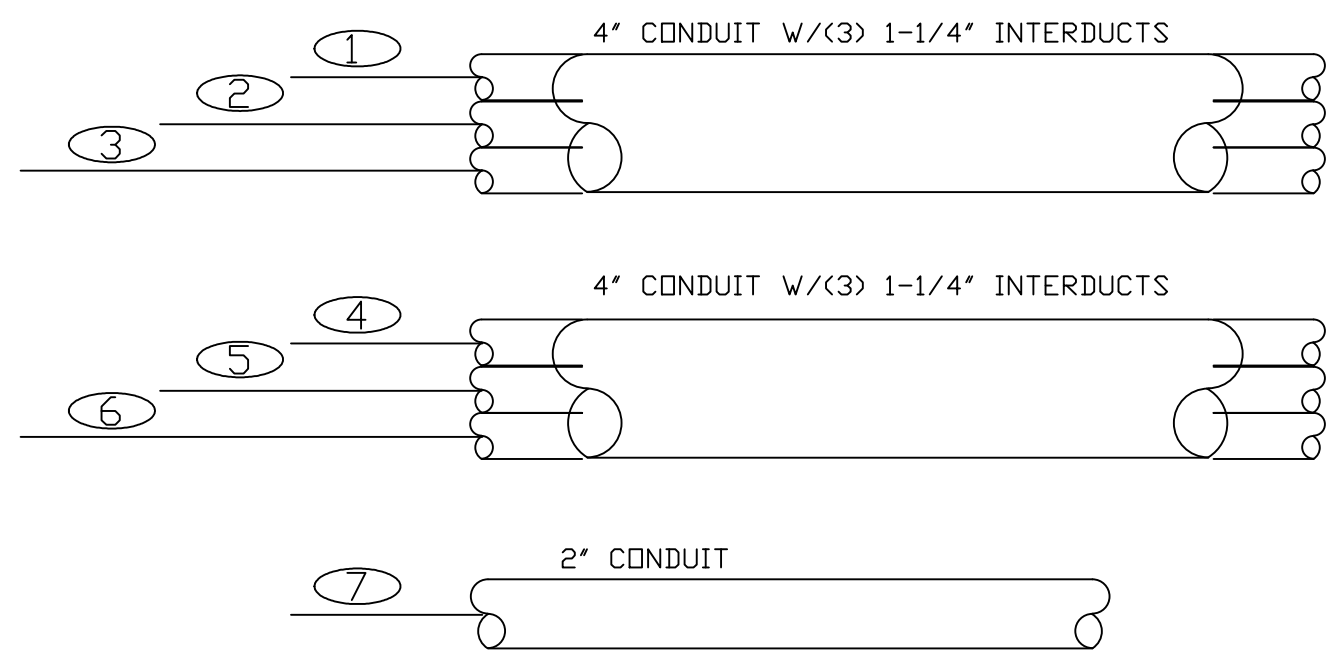 4" CONDUIT W/(3) 1-1/4" INTERDUCTS
1
2
3
4" CONDUIT W/(3) 1-1/4" INTERDUCTS
4
5
6
2" CONDUIT
7